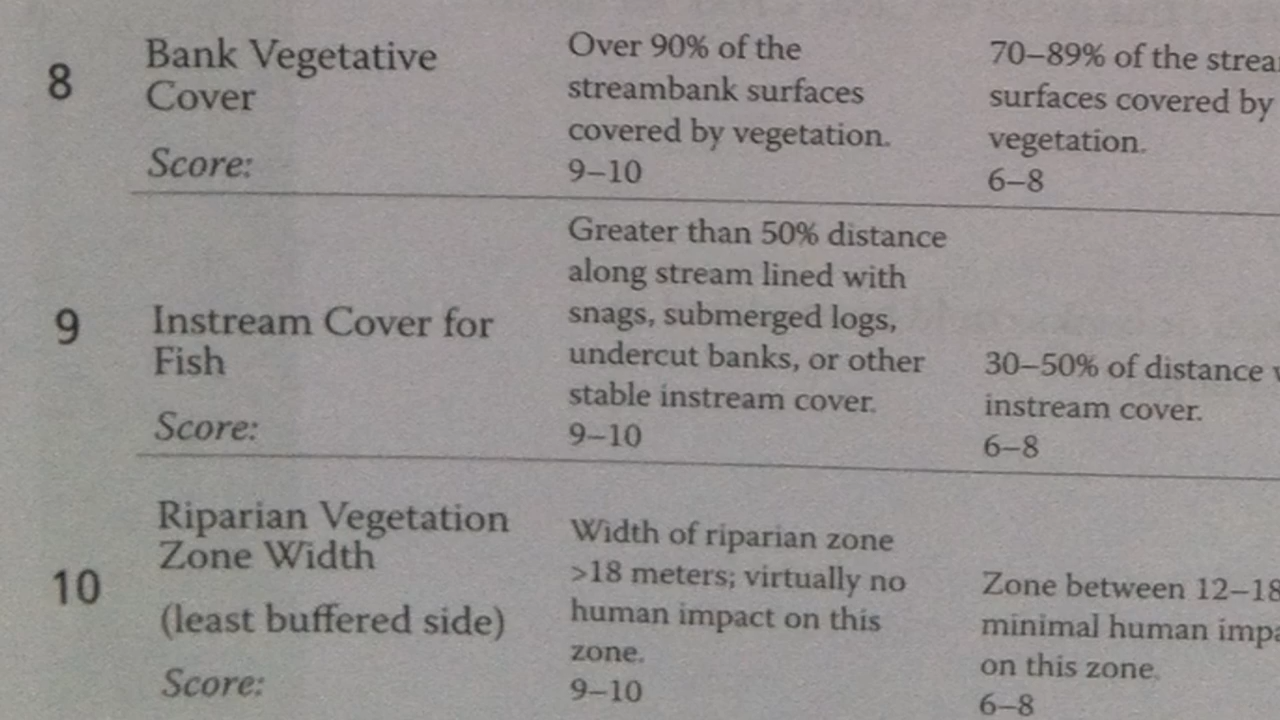 8
Bank Vegetative
Cover
Score:
Over 90% of the
streambank surfaces
covered by vegetation.
9–10
70–89% of the
surfaces covered by
vegetation.
6–8
9
Instream Cover for
Fish
Score:
Greater than 50% distance
along stream lined with
snags, submerged logs,
undercut banks, or other
stable instream cover.
9–10
30–50% of distance
instream cover.
6–8
10
Riparian Vegetation
Zone Width
(least buffered side)
Score:
Width of riparian zone
>18 meters; virtually no
human impact on this
zone.
9–10
Zone between 12–18
minimal human
on this zone.
6–8